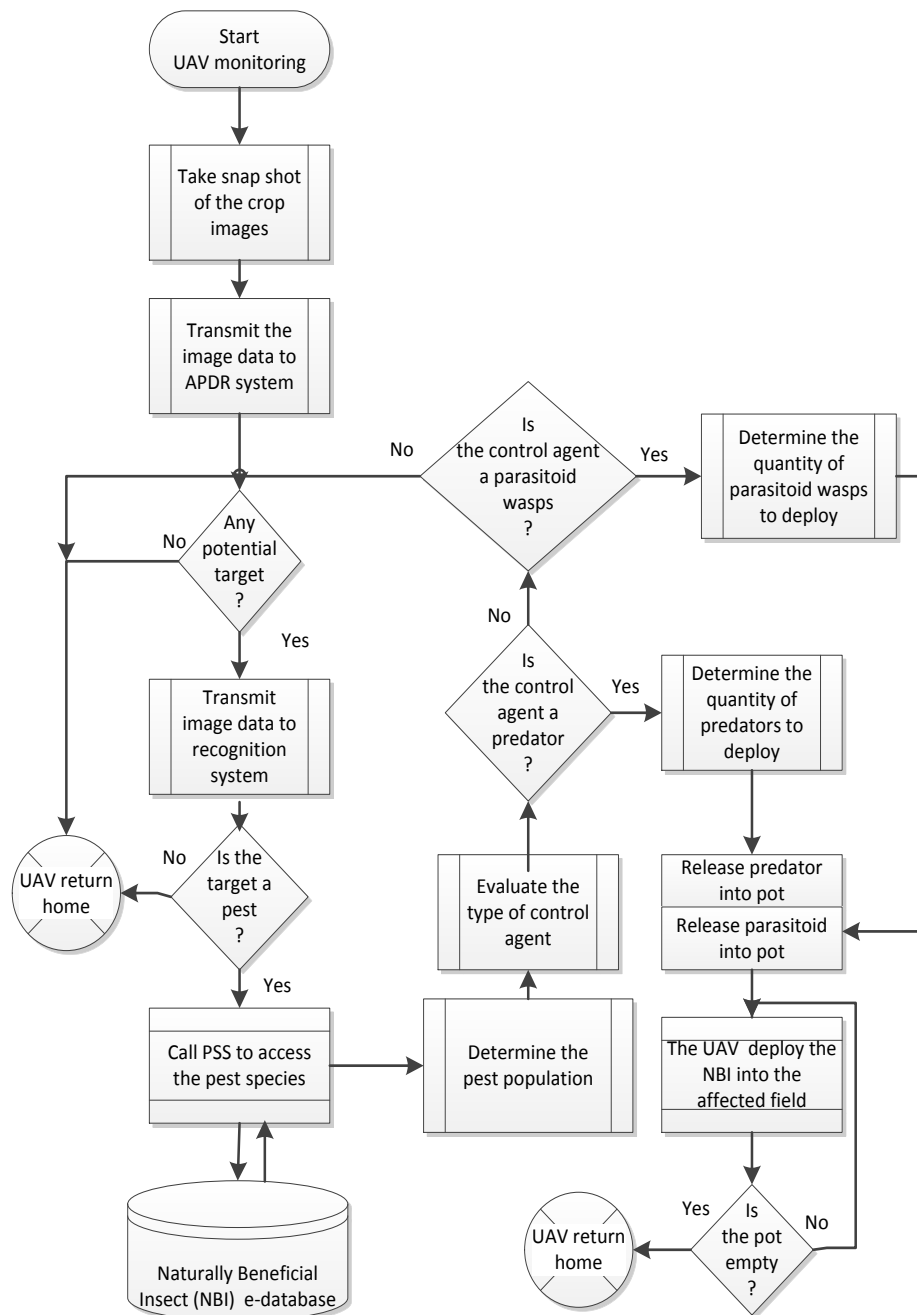 Start
UAV monitoring
Take snap shot
of the crop
images
Transmit the
image data to
APDR system
Any
potential
target
?
No
Yes
Transmit
image data to
recognition
system
Is the
target a
pest
?
No
UAV return
home
Yes
Call PSS to access
the pest species
Naturally Beneficial
Insect (NBI) e-database
Determine the
pest population
Evaluate the
type of control
agent
Is
the control
agent a
predator
?
No
Yes
Is
the control agent
a parasitoid
wasps
?
No
Yes
Determine the
quantity of
parasitoid wasps
to deploy
Determine the
quantity of
predators to
deploy
Release predator
into pot
Release parasitoid
into pot
The UAV deploy the
NBI into the
affected field
Is
the pot
empty
?
Yes
No
UAV return
home